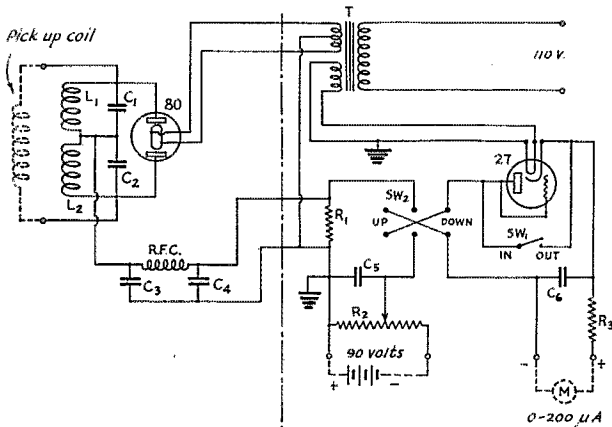 Pick up coil
T
110 V.
L1
C1
80
L2
C2
27
SW2
UP
DOWN
R1
SW1
IN
OUT
R.F.C.
C3
C4
C5
C6
R2
R3
90 volts
+
-
-
+
M
0-200 μA